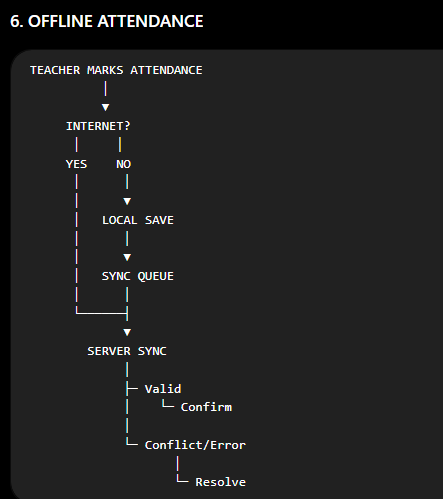 6. OFFLINE ATTENDANCE
TEACHER MARKS ATTENDANCE
INTERNET?
YES NO
LOCAL SAVE
SYNC QUEUE
SERVER SYNC
Valid
Confirm
Conflict/Error
Resolve